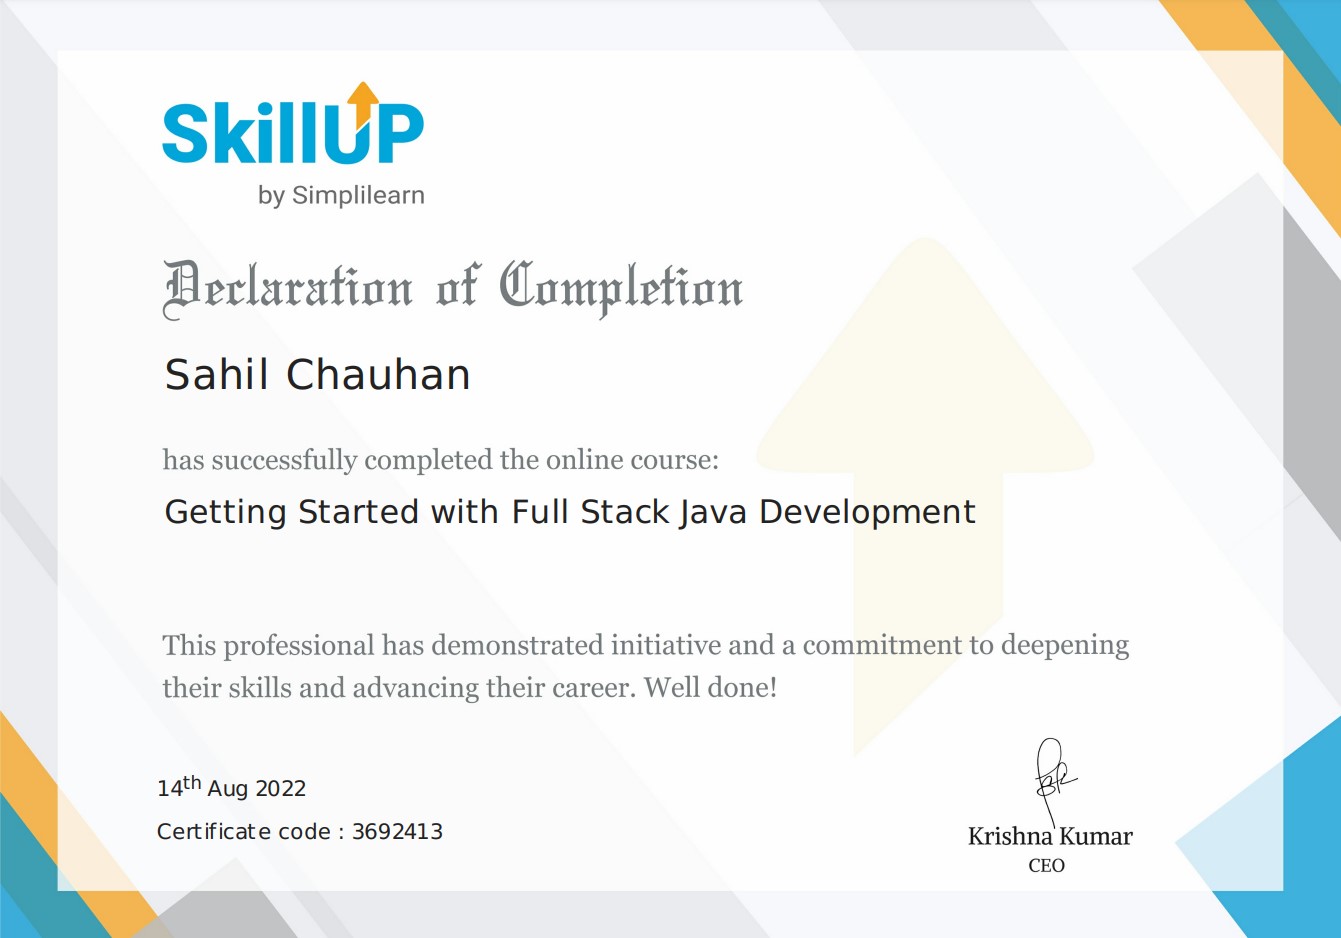 SkillUP
by Simplilearn
Declaration of Completion
Sahil Chauhan
has successfully completed the online course:
Getting Started with Full Stack Java Development
This professional has demonstrated initiative and a commitment to deepening
their skills and advancing their career. Well done!
14th Aug 2022
Certificate code : 3692413
Krishna Kumar
CEO